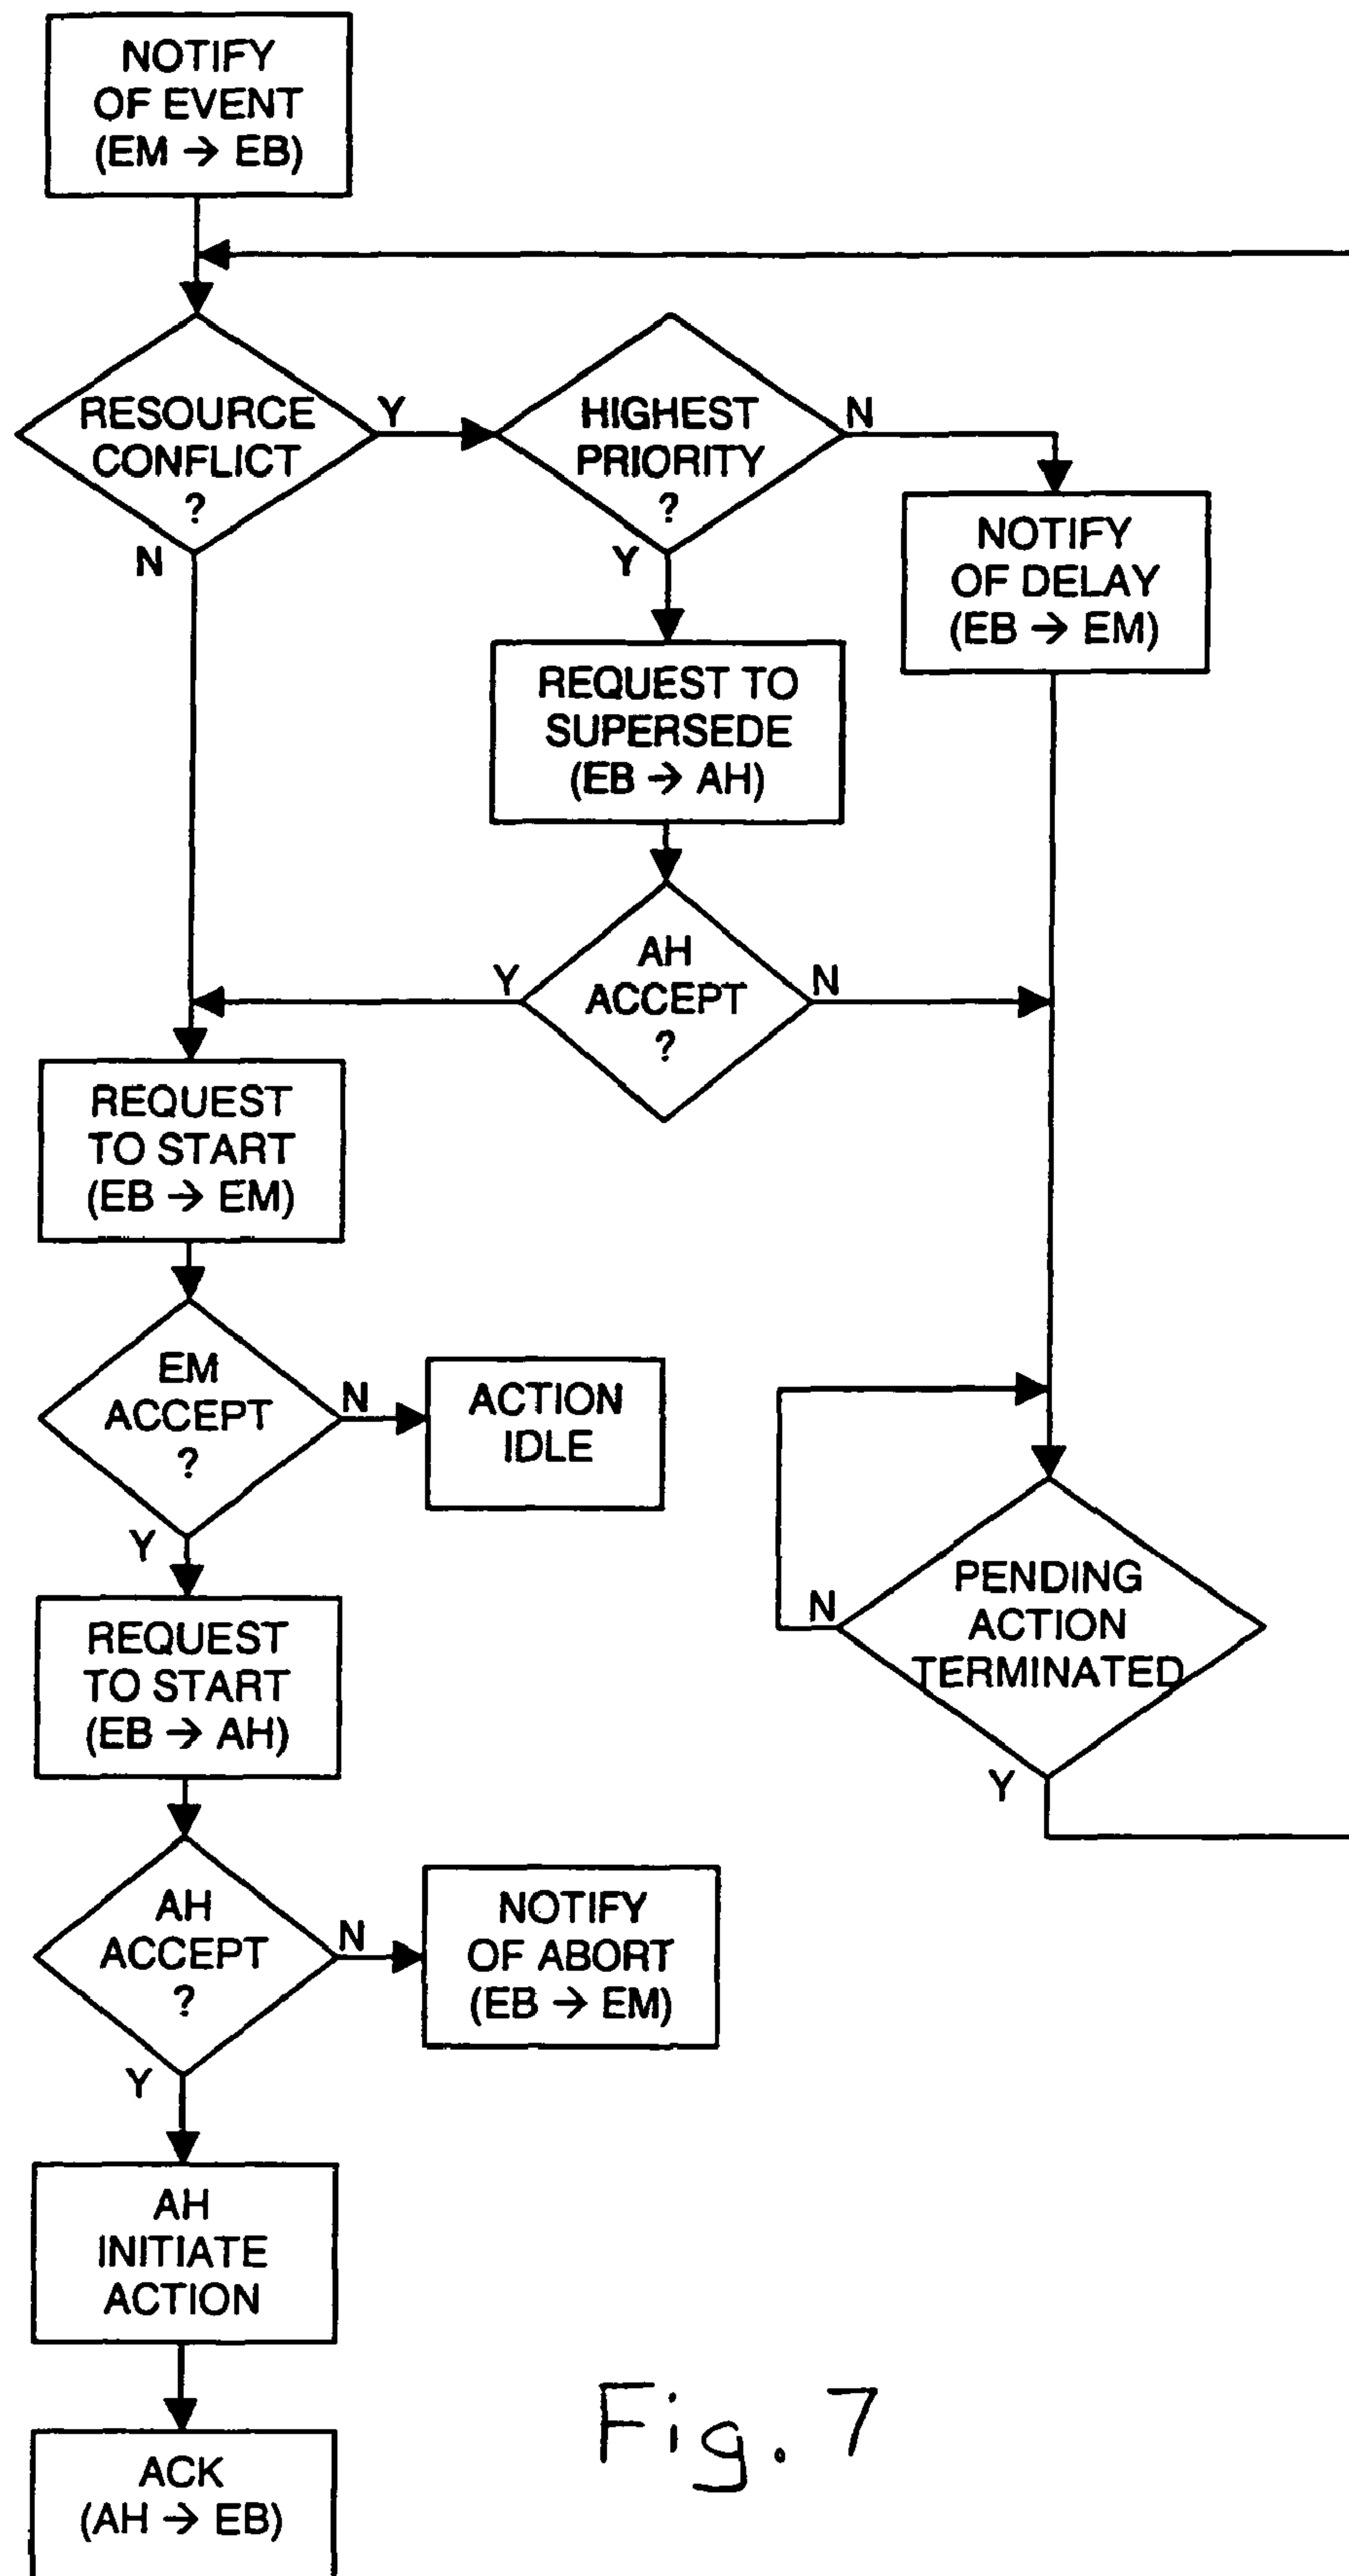 NOTIFY
OF EVENT
(EM → EB)
RESOURCE
CONFLICT
?
Y
N
HIGHEST
PRIORITY
?
N
Y
NOTIFY
OF DELAY
(EB → EM)
REQUEST TO
SUPERSEDE
(EB → AH)
AH
ACCEPT
?
Y
N
REQUEST
TO START
(EB → EM)
EM
ACCEPT
?
N
Y
ACTION
IDLE
PENDING
ACTION
TERMINATED
N
Y
REQUEST
TO START
(EB → AH)
AH
ACCEPT
?
N
Y
NOTIFY
OF ABORT
(EB → EM)
AH
INITIATE
ACTION
ACK
(AH → EB)
Fig. 7